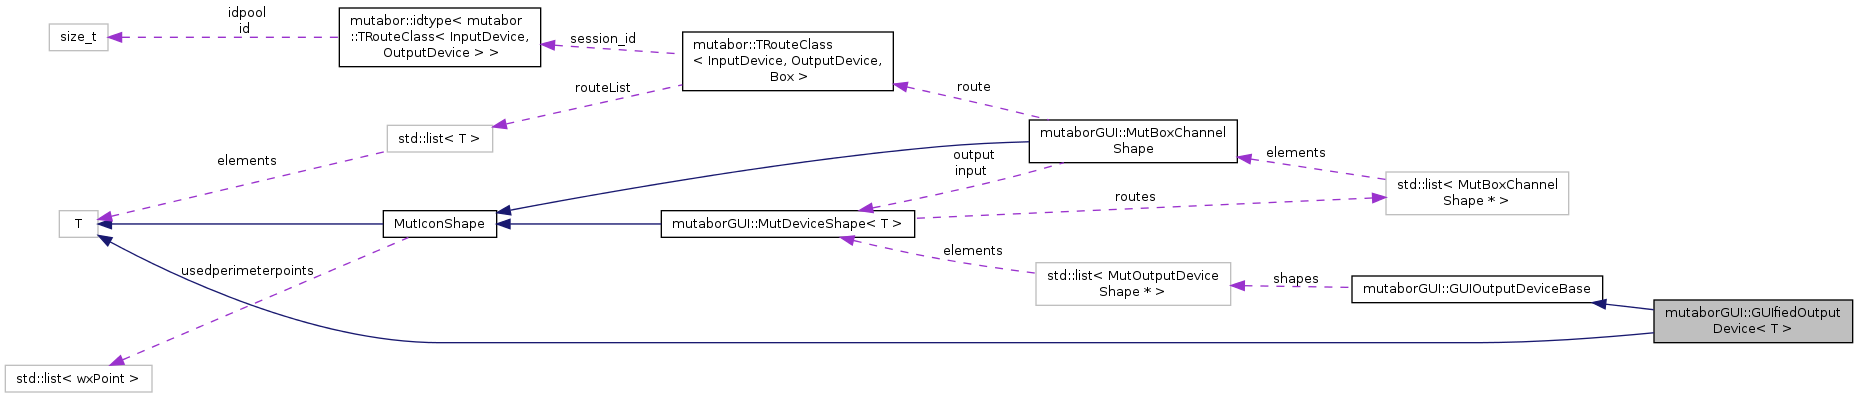 idpool
id
size_t
mutabor::idtype< mutabor
::TRouteClass< InputDevice,
OutputDevice > >
session_id
mutabor::TRouteClass
< InputDevice, OutputDevice,
Box >
routeList
route
std::list< T >
elements
mutaborGUI::MutBoxChannel
Shape
output
input
elements
std::list< MutBoxChannel
Shape * >
routes
T
MutIconShape
mutaborGUI::MutDeviceShape< T >
usedperimeterpoints
elements
std::list< MutOutputDevice
Shape * >
shapes
mutaborGUI::GUIOutputDeviceBase
mutaborGUI::GUIfiedOutput
Device< T >
std::list< wxPoint >